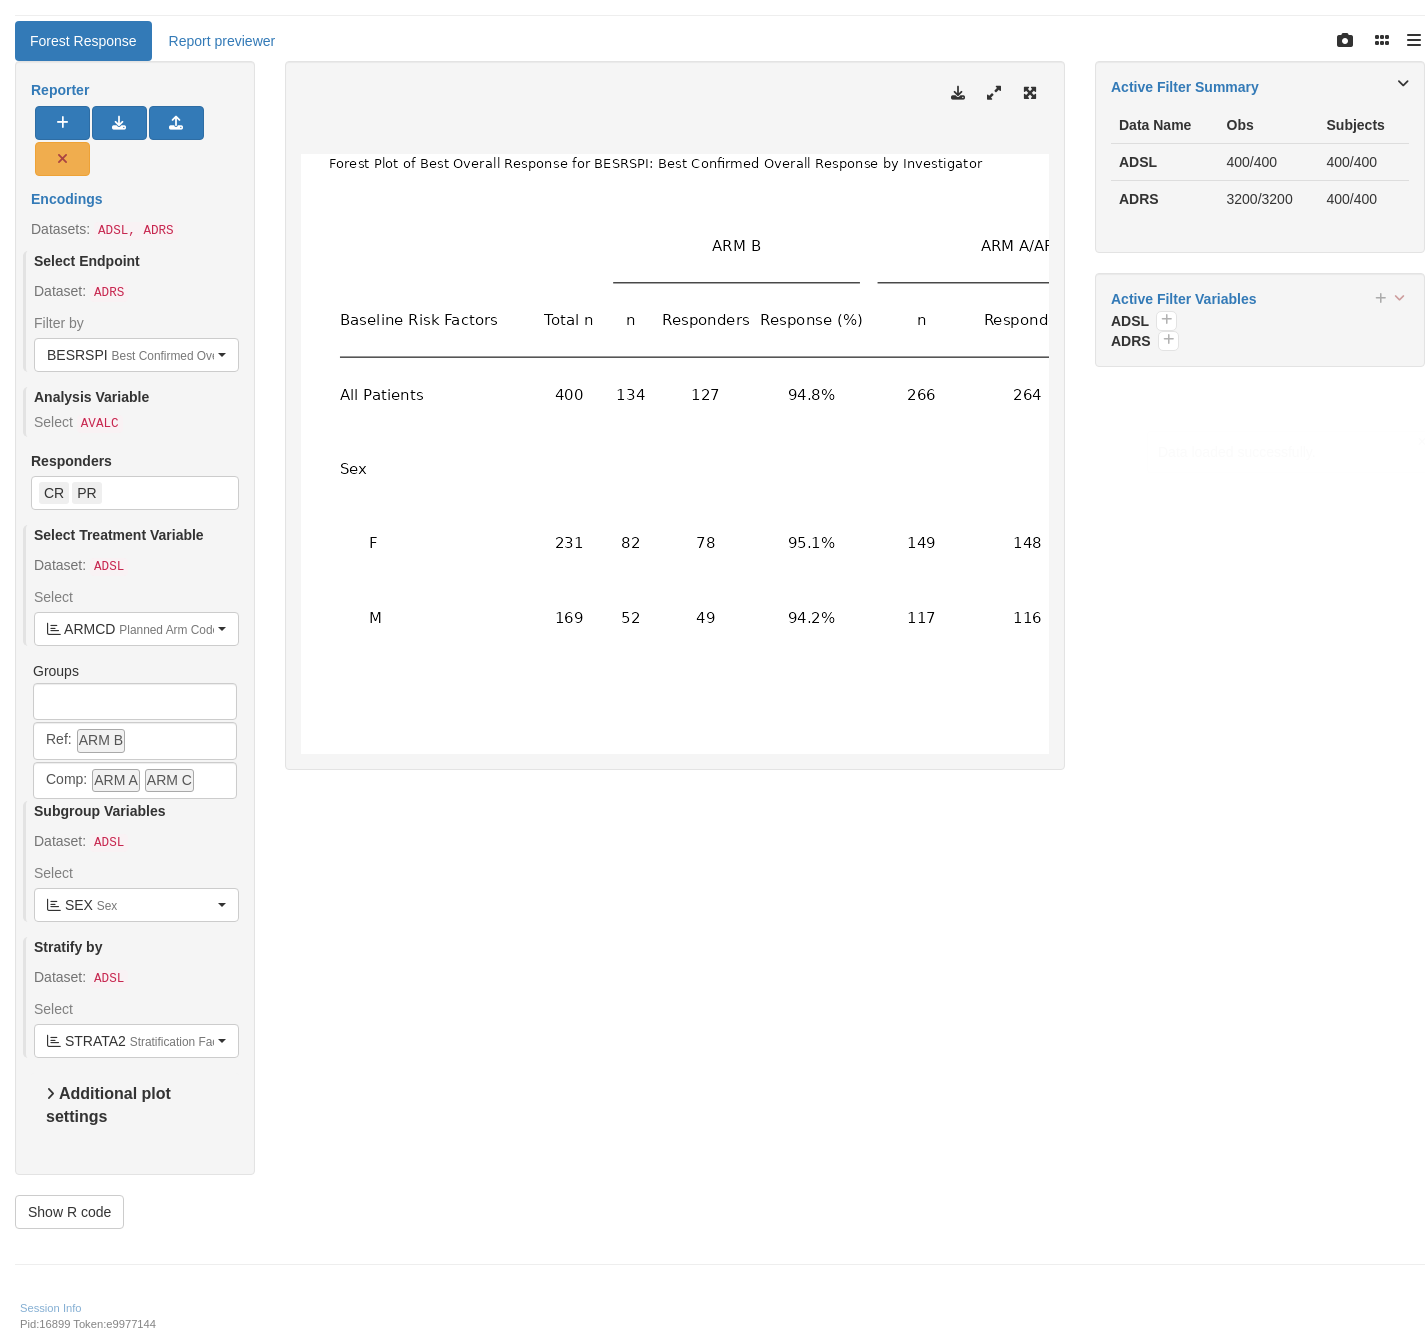 Forest Response
Report previewer
Reporter
Encodings
Datasets: ADSL, ADRS
Select Endpoint
Dataset: ADRS
Filter by
BESRSPI Best Confirmed Ove
Analysis Variable
Select AVALC
Responders
CR PR
Select Treatment Variable
Dataset: ADSL
Select
ARMCD Planned Arm Code
Groups
Ref: ARM B
Comp: ARM A ARM C
Subgroup Variables
Dataset: ADSL
Select
SEX Sex
Stratify by
Dataset: ADSL
Select
STRATA2 Stratification Fac
Additional plot
settings
Show R code
Forest Plot of Best Overall Response for BESRSPI: Best Confirmed Overall Response by Investigator
ARM B ARM A/AR
Baseline Risk Factors Total n n Responders Response (%) n Respond
All Patients 400 134 127 94.8% 266 264
Sex
F 231 82 78 95.1% 149 148
M 169 52 49 94.2% 117 116
Active Filter Summary
Data Name Obs Subjects
ADSL 400/400 400/400
ADRS 3200/3200 400/400
Active Filter Variables
ADSL
ADRS
Session Info
Pid:16899 Token:e9977144